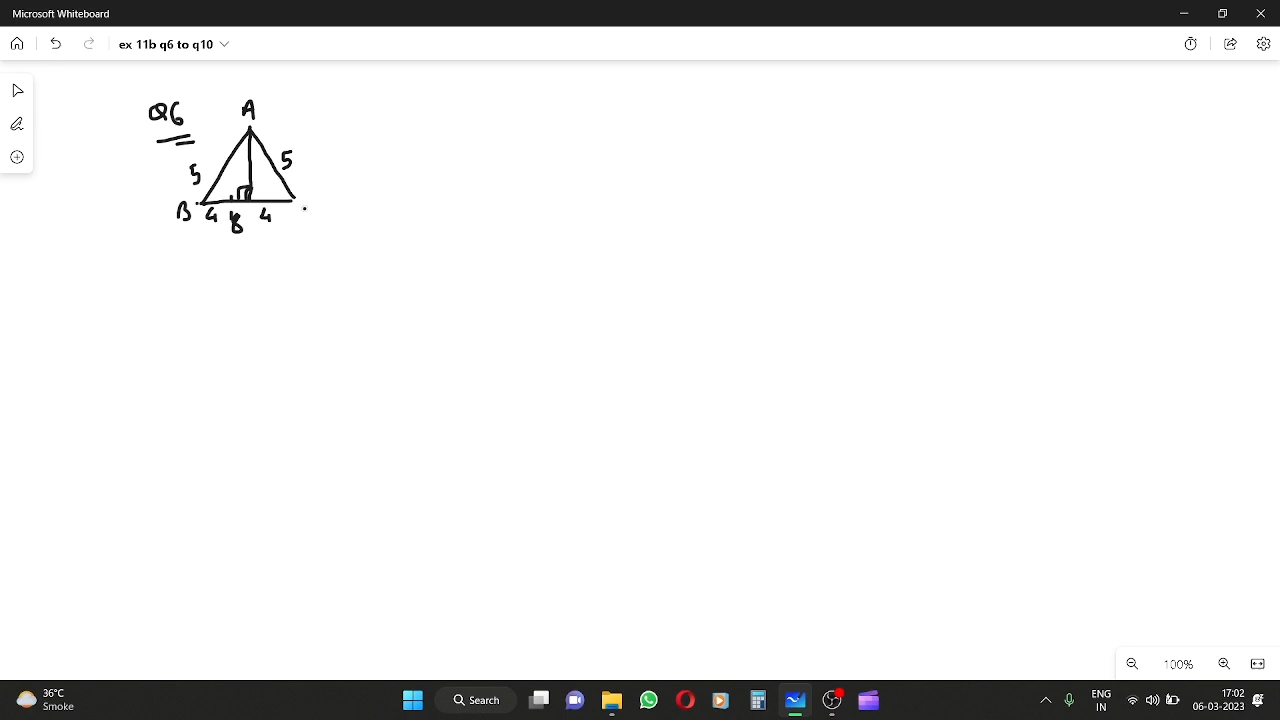 Microsoft Whiteboard
ex 11b q6 to q10
Q6
A
5
5
B 4 8 4
100%
36°C
Smoke
Search
ENG
IN
17:02
06-03-2023